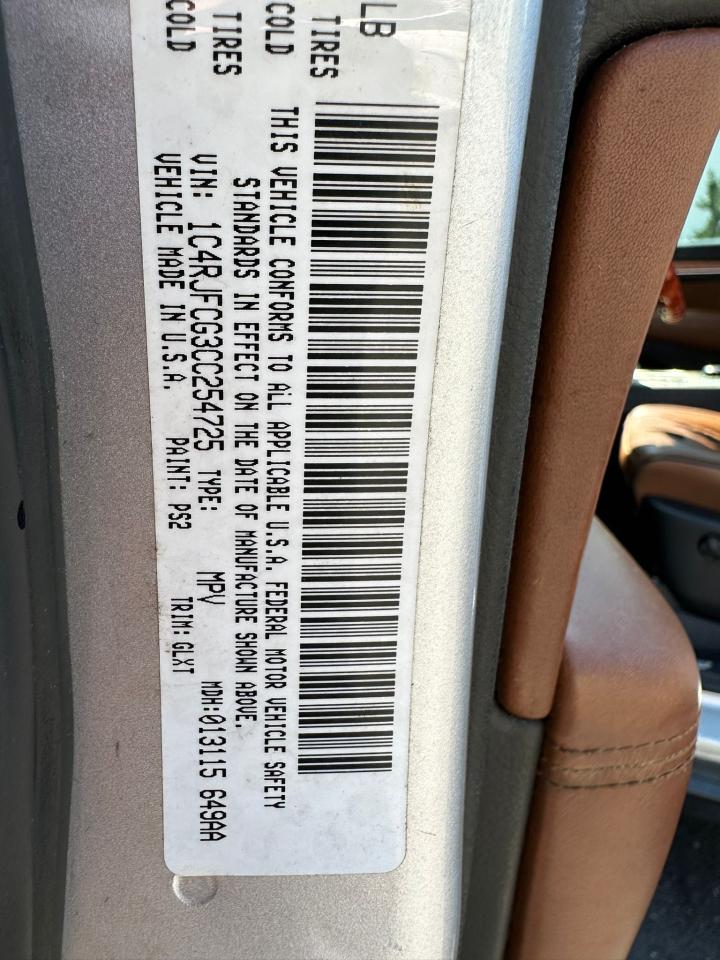 LB
TIRES COLD
TIRES COLD
THIS VEHICLE CONFORMS TO ALL APPLICABLE U.S.A. FEDERAL MOTOR VEHICLE SAFETY
STANDARDS IN EFFECT ON THE DATE OF MANUFACTURE SHOWN ABOVE.
VIN: 1C4RJFCG3CC254725 TYPE: MPV MDH:013115 649AA
VEHICLE MADE IN U.S.A. PAINT: PS2 TRIM: GLXT